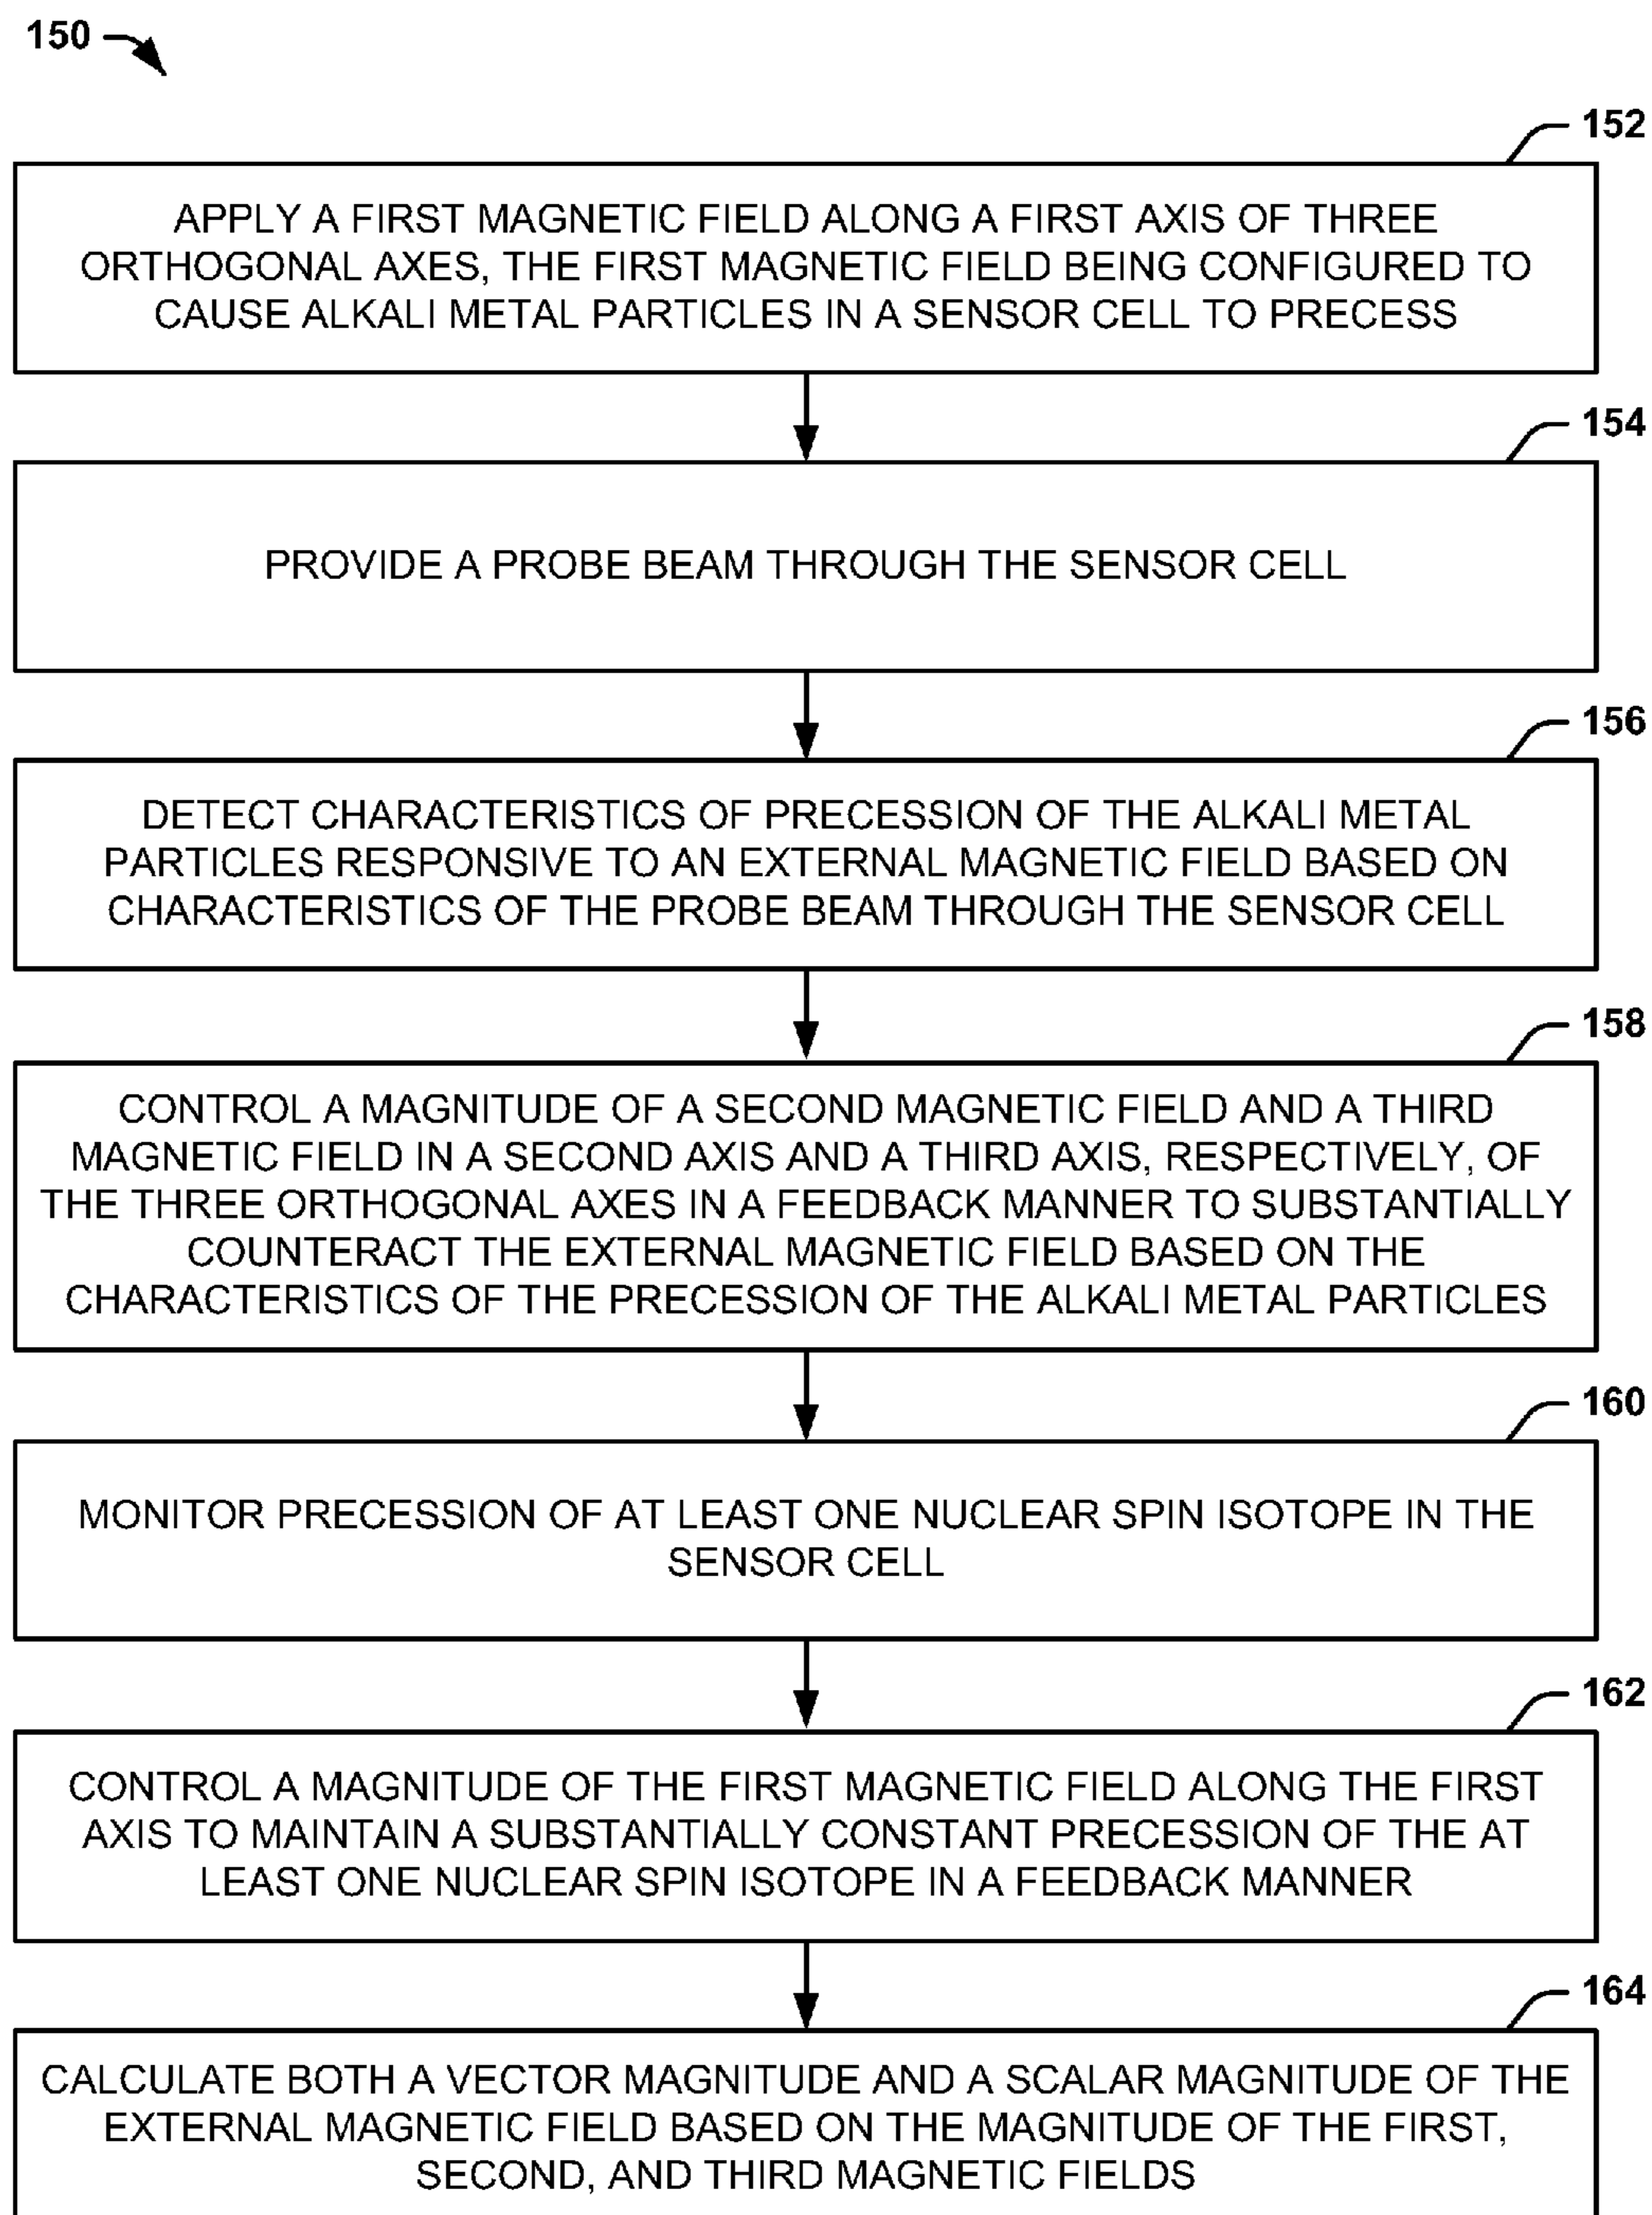 150
152
APPLY A FIRST MAGNETIC FIELD ALONG A FIRST AXIS OF THREE
ORTHOGONAL AXES, THE FIRST MAGNETIC FIELD BEING CONFIGURED TO
CAUSE ALKALI METAL PARTICLES IN A SENSOR CELL TO PRECESS
154
PROVIDE A PROBE BEAM THROUGH THE SENSOR CELL
156
DETECT CHARACTERISTICS OF PRECESSION OF THE ALKALI METAL
PARTICLES RESPONSIVE TO AN EXTERNAL MAGNETIC FIELD BASED ON
CHARACTERISTICS OF THE PROBE BEAM THROUGH THE SENSOR CELL
158
CONTROL A MAGNITUDE OF A SECOND MAGNETIC FIELD AND A THIRD
MAGNETIC FIELD IN A SECOND AXIS AND A THIRD AXIS, RESPECTIVELY, OF
THE THREE ORTHOGONAL AXES IN A FEEDBACK MANNER TO SUBSTANTIALLY
COUNTERACT THE EXTERNAL MAGNETIC FIELD BASED ON THE
CHARACTERISTICS OF THE PRECESSION OF THE ALKALI METAL PARTICLES
160
MONITOR PRECESSION OF AT LEAST ONE NUCLEAR SPIN ISOTOPE IN THE
SENSOR CELL
162
CONTROL A MAGNITUDE OF THE FIRST MAGNETIC FIELD ALONG THE FIRST
AXIS TO MAINTAIN A SUBSTANTIALLY CONSTANT PRECESSION OF THE AT
LEAST ONE NUCLEAR SPIN ISOTOPE IN A FEEDBACK MANNER
164
CALCULATE BOTH A VECTOR MAGNITUDE AND A SCALAR MAGNITUDE OF THE
EXTERNAL MAGNETIC FIELD BASED ON THE MAGNITUDE OF THE FIRST,
SECOND, AND THIRD MAGNETIC FIELDS